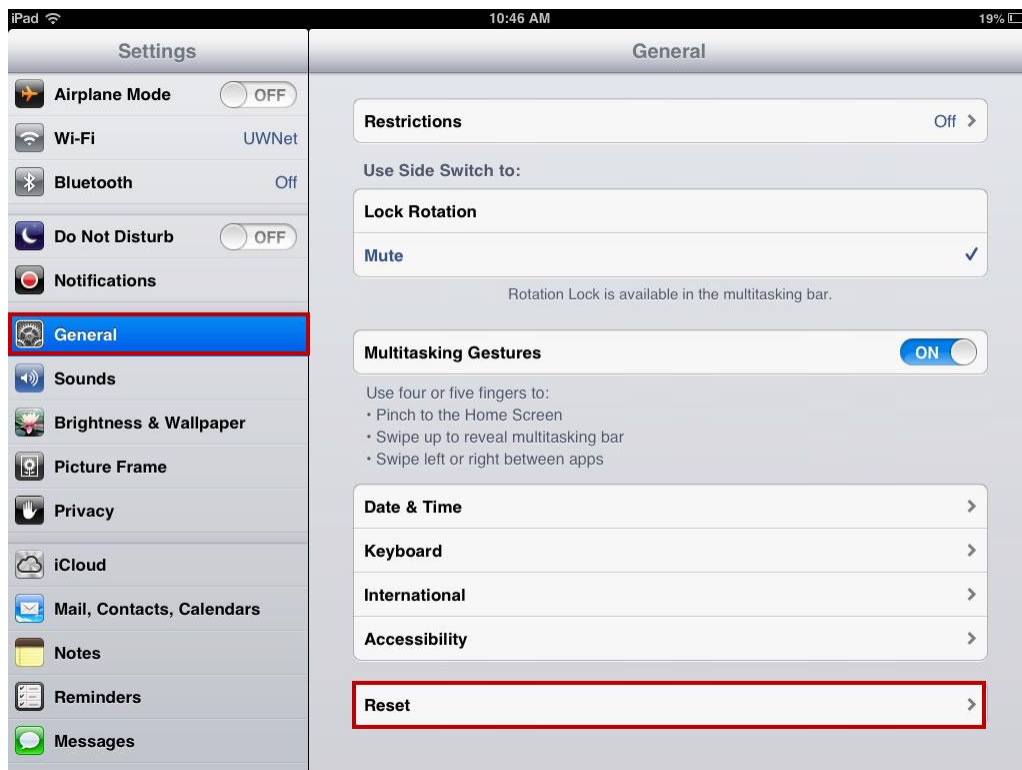 iPad 10:46 AM 19%
Settings
Airplane Mode OFF
Wi-Fi UWNet
Bluetooth Off
Do Not Disturb OFF
Notifications
General
Sounds
Brightness & Wallpaper
Picture Frame
Privacy
iCloud
Mail, Contacts, Calendars
Notes
Reminders
Messages
General
Restrictions Off
Use Side Switch to:
Lock Rotation
Mute
Rotation Lock is available in the multitasking bar.
Multitasking Gestures ON
Use four or five fingers to:
• Pinch to the Home Screen
• Swipe up to reveal multitasking bar
• Swipe left or right between apps
Date & Time
Keyboard
International
Accessibility
Reset